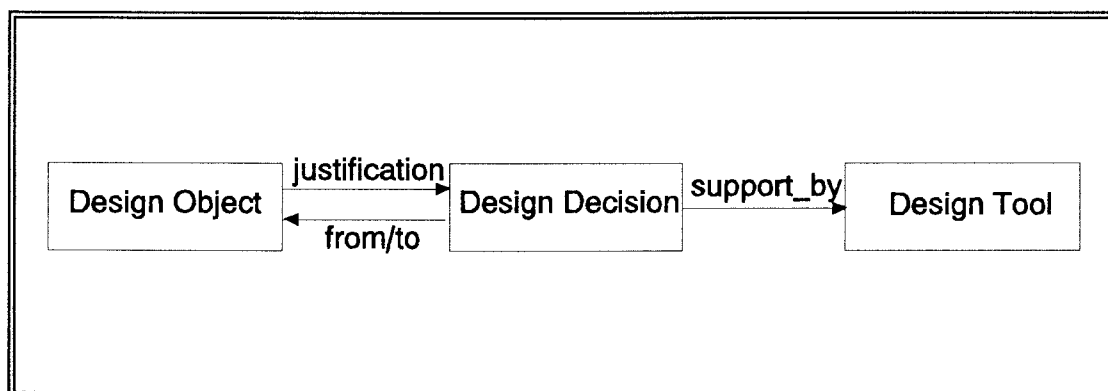 justification
support_by
Design Object
Design Decision
Design Tool
from/to